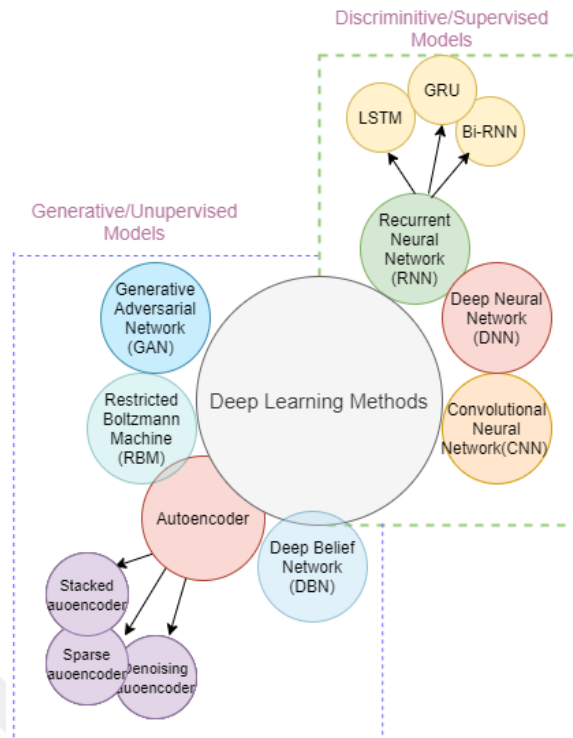 Discriminitive/Supervised
Models
GRU
LSTM
Bi-RNN
Generative/Unupervised
Models
Recurrent
Neural
Network
(RNN)
Generative
Adversarial
Network
(GAN)
Deep Neural
Network
(DNN)
Deep Learning Methods
Restricted
Boltzmann
Machine
(RBM)
Convolutional
Neural
Network(CNN)
Autoencoder
Deep Belief
Network
(DBN)
Stacked
auoencoder
Sparse
auoencoder
Denoising
auoencoder